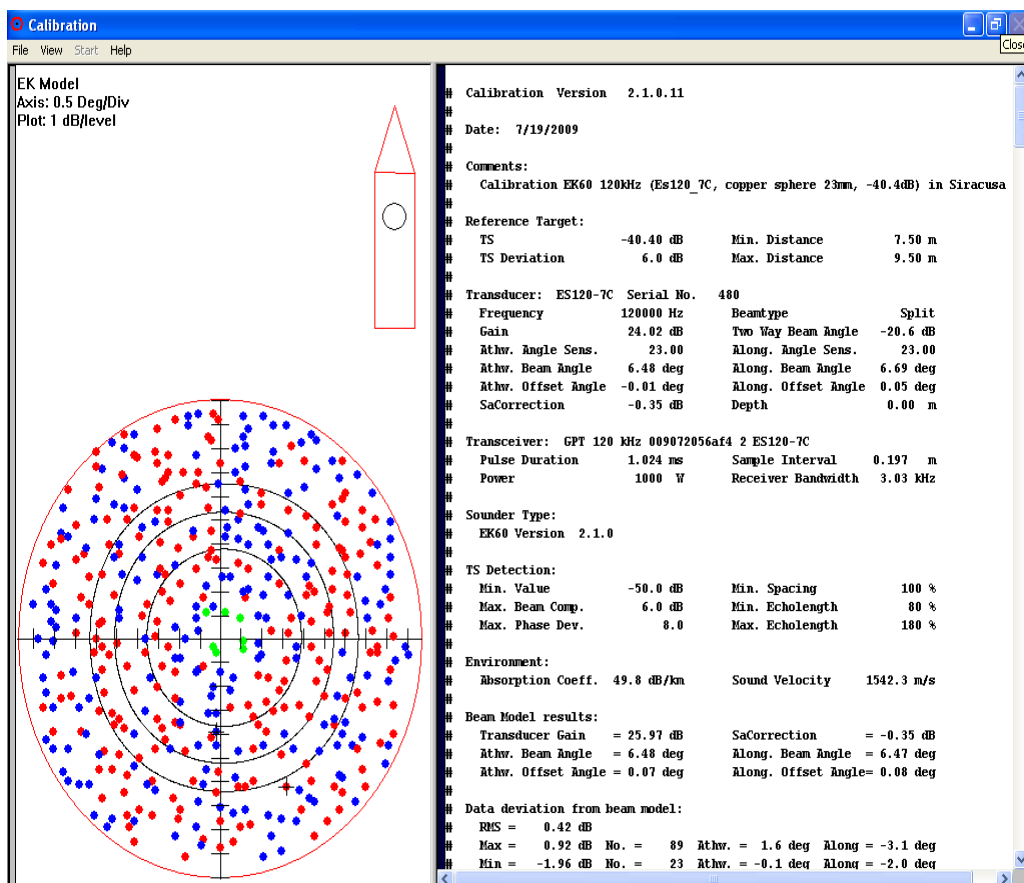 Calibration
File View Start Help
Close
EK Model
Axis: 0.5 Deg/Div
Plot: 1 dB/level
# Calibration Version 2.1.0.11
#
# Date: 7/19/2009
#
# Comments:
# Calibration EK60 120kHz (Es120_7C, copper sphere 23mm, -40.4dB) in Siracusa
#
# Reference Target:
# TS -40.40 dB Min. Distance 7.50 m
# TS Deviation 6.0 dB Max. Distance 9.50 m
#
# Transducer: ES120-7C Serial No. 480
# Frequency 120000 Hz Beamtype Split
# Gain 24.02 dB Two Way Beam Angle -20.6 dB
# Athw. Angle Sens. 23.00 Along. Angle Sens. 23.00
# Athw. Beam Angle 6.48 deg Along. Beam Angle 6.69 deg
# Athw. Offset Angle -0.01 deg Along. Offset Angle 0.05 deg
# SaCorrection -0.35 dB Depth 0.00 m
#
# Transceiver: GPT 120 kHz 009072056af4 2 ES120-7C
# Pulse Duration 1.024 ms Sample Interval 0.197 m
# Power 1000 W Receiver Bandwidth 3.03 kHz
#
# Sounder Type:
# EK60 Version 2.1.0
#
# TS Detection:
# Min. Value -50.0 dB Min. Spacing 100 %
# Max. Beam Comp. 6.0 dB Min. Echolength 80 %
# Max. Phase Dev. 8.0 Max. Echolength 180 %
#
# Environment:
# Absorption Coeff. 49.8 dB/km Sound Velocity 1542.3 m/s
#
# Beam Model results:
# Transducer Gain = 25.97 dB SaCorrection = -0.35 dB
# Athw. Beam Angle = 6.48 deg Along. Beam Angle = 6.47 deg
# Athw. Offset Angle = 0.07 deg Along. Offset Angle= 0.08 deg
#
# Data deviation from beam model:
# RMS = 0.42 dB
# Max = 0.92 dB No. = 89 Athw. = 1.6 deg Along = -3.1 deg
# Min = -1.96 dB No. = 23 Athw. = -0.1 deg Along = -2.0 deg